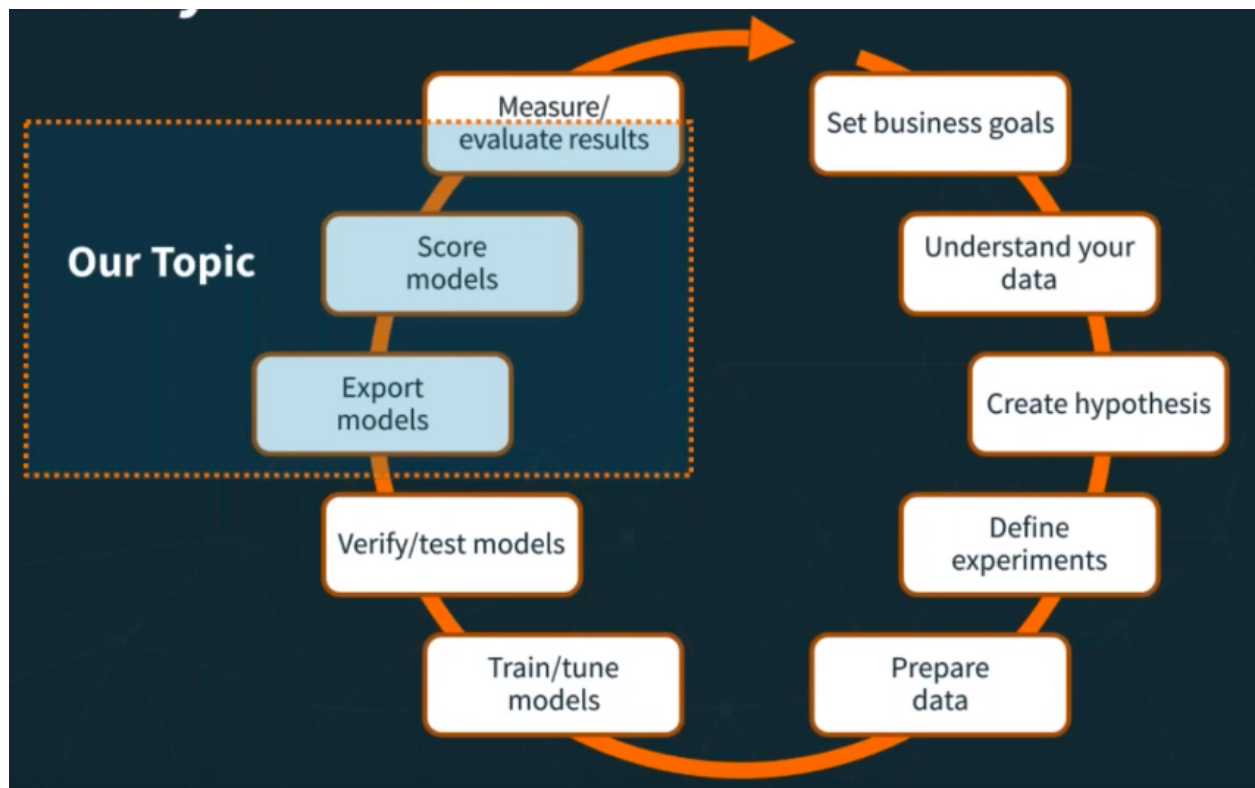 Measure/
evaluate results
Set business goals
Our Topic
Score
models
Understand your
data
Export
models
Create hypothesis
Verify/test models
Define
experiments
Train/tune
models
Prepare
data